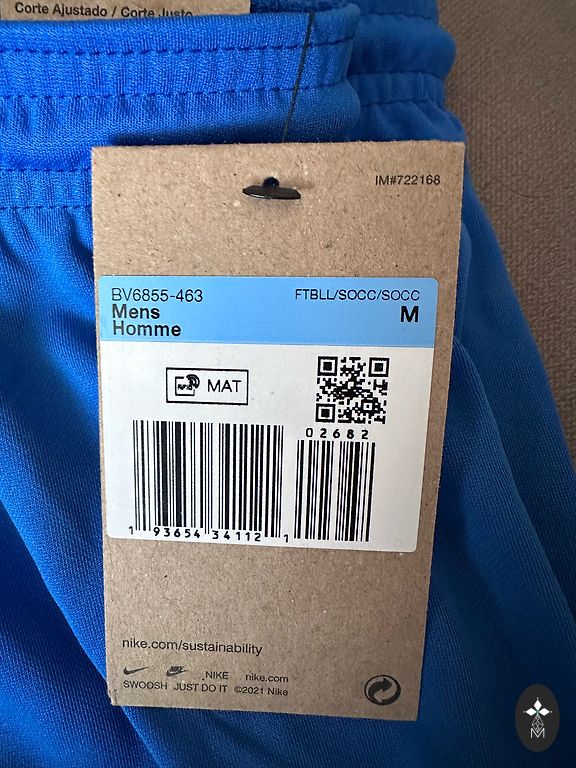 Corte Ajustado / Corte Justo
IM#722168
BV6855-463 FTBLL/SOCC/SOCC
Mens M
Homme
RFID MAT
02682
1 93654 34112 1
nike.com/sustainability
NIKE nike.com
SWOOSH JUST DO IT ©2021 Nike
M